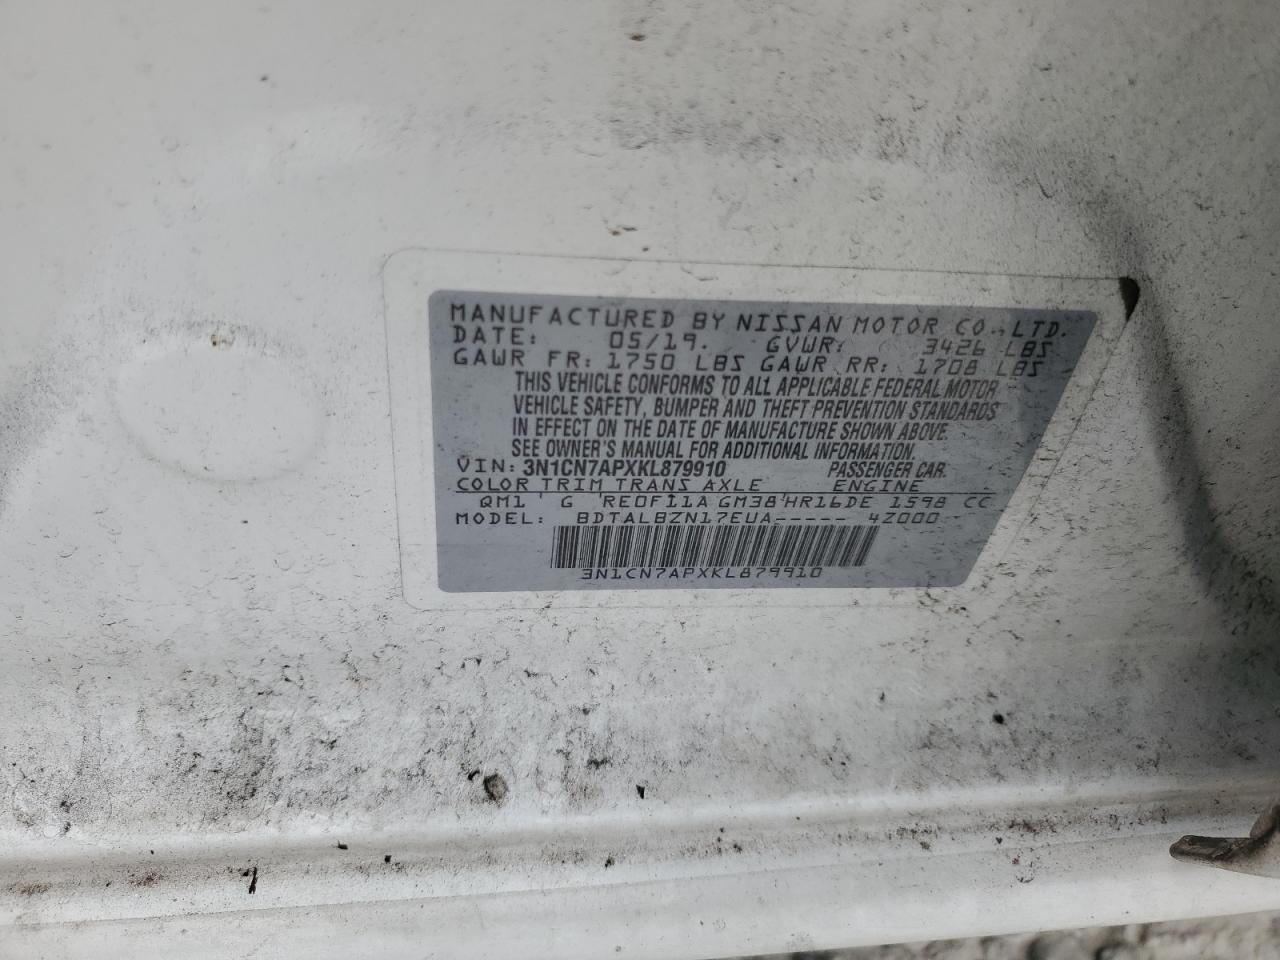 MANUFACTURED BY NISSAN MOTOR CO., LTD.
DATE: 05/19. GVWR: 3426 LBS
GAWR FR: 1750 LBS GAWR RR: 1708 LBS
THIS VEHICLE CONFORMS TO ALL APPLICABLE FEDERAL MOTOR
VEHICLE SAFETY, BUMPER AND THEFT PREVENTION STANDARDS
IN EFFECT ON THE DATE OF MANUFACTURE SHOWN ABOVE.
SEE OWNER'S MANUAL FOR ADDITIONAL INFORMATION.
VIN: 3N1CN7APXKL879910 PASSENGER CAR.
COLOR TRIM TRANS AXLE ENGINE
QM1 ' G 'RE0F11A GM38'HR16DE 1598 CC
MODEL: BDTALBZN17EUA----- 4Z000
3N1CN7APXKL879910